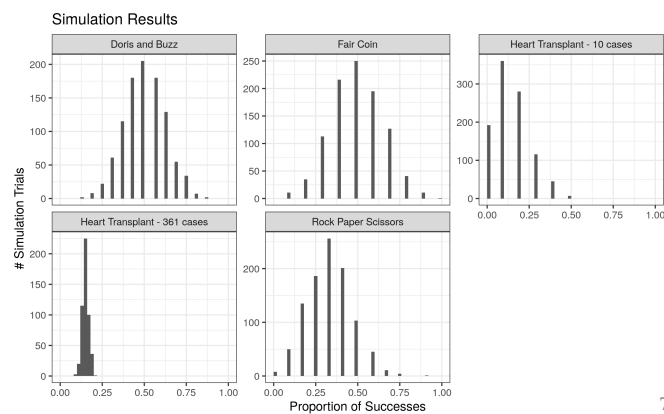 Simulation Results
Doris and Buzz
Fair Coin
Heart Transplant - 10 cases
200
150
100
50
0
250
200
150
100
50
0
300
200
100
0
0.00 0.25 0.50 0.75 1.00
# Simulation Trials
Heart Transplant - 361 cases
Rock Paper Scissors
200
150
100
50
0
200
100
0
0.00 0.25 0.50 0.75 1.00
0.00 0.25 0.50 0.75 1.00
Proportion of Successes